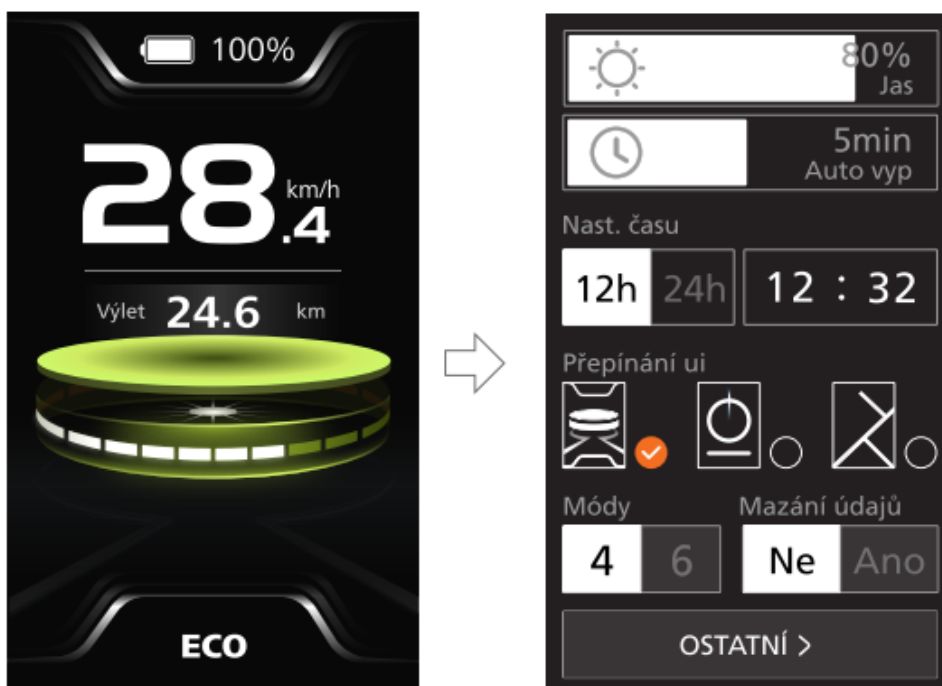 100%
28.4 km/h
Výlet 24.6 km
ECO
80%
Jas
5min
Auto vyp
Nast. času
12h 24h 12 : 32
Přepínání ui
Módy Mazání údajů
4 6 Ne Ano
OSTATNÍ >